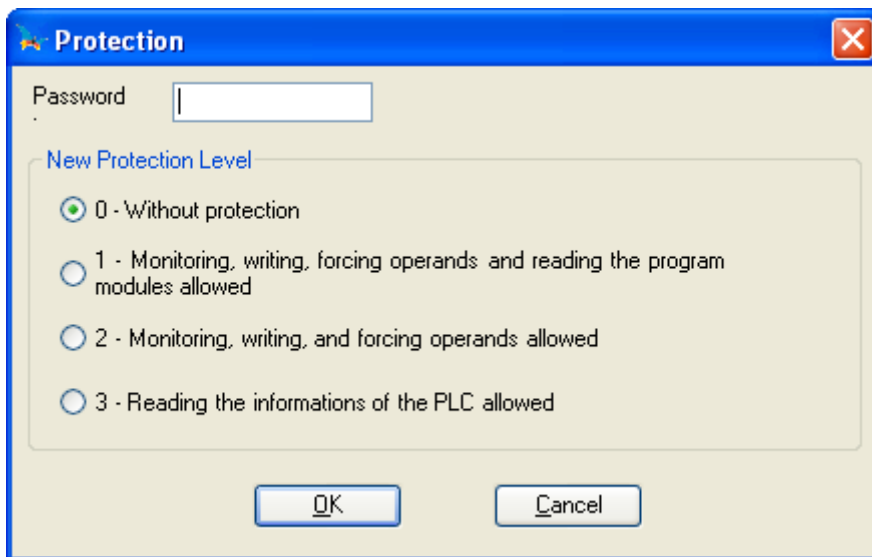 Protection
Password
:
New Protection Level
0 - Without protection
1 - Monitoring, writing, forcing operands and reading the program
modules allowed
2 - Monitoring, writing, and forcing operands allowed
3 - Reading the informations of the PLC allowed
OK
Cancel